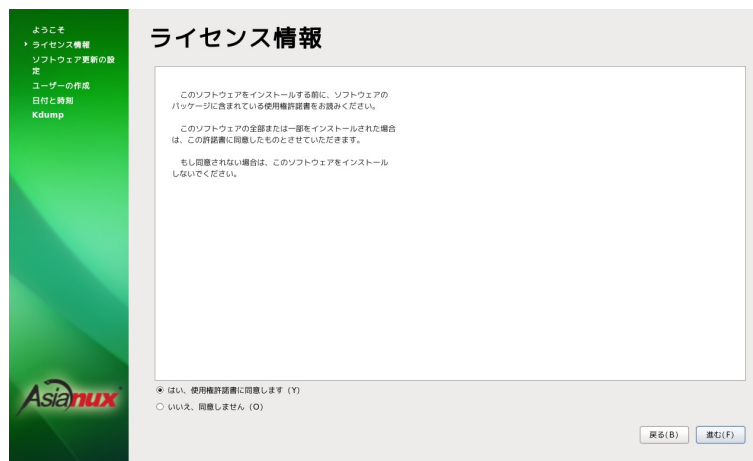 ようこそ
ライセンス情報
ソフトウェア更新の設
定
ユーザーの作成
日付と時刻
Kdump
ライセンス情報
このソフトウェアをインストールする前に、ソフトウェアの
パッケージに含まれている使用権許諾書をお読みください。
このソフトウェアの全部または一部をインストールされた場合
は、この許諾書に同意したものとさせていただきます。
もし同意されない場合は、このソフトウェアをインストール
しないでください。
はい、使用権許諾書に同意します (Y)
いいえ、同意しません (O)
Asianux
戻る(B)
進む(F)